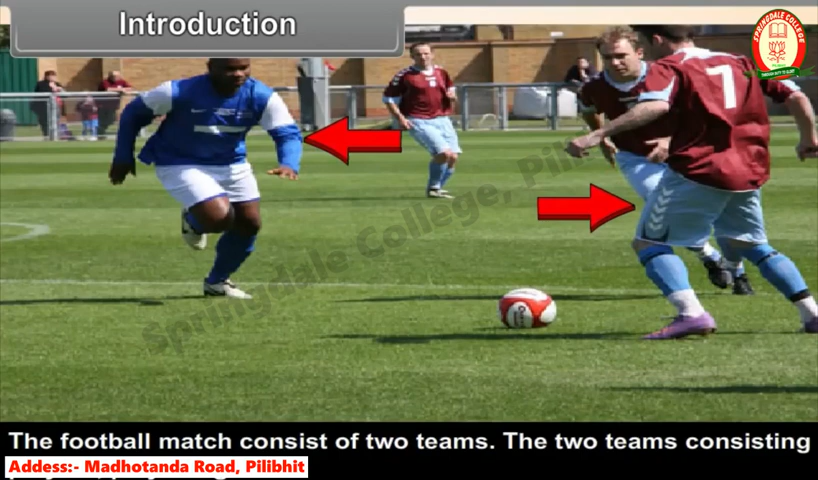 Introduction
SPRINGDALE COLLEGE
7
Springdale College, Pili
The football match consist of two teams. The two teams consisting
Addess:- Madhotanda Road, Pilibhit